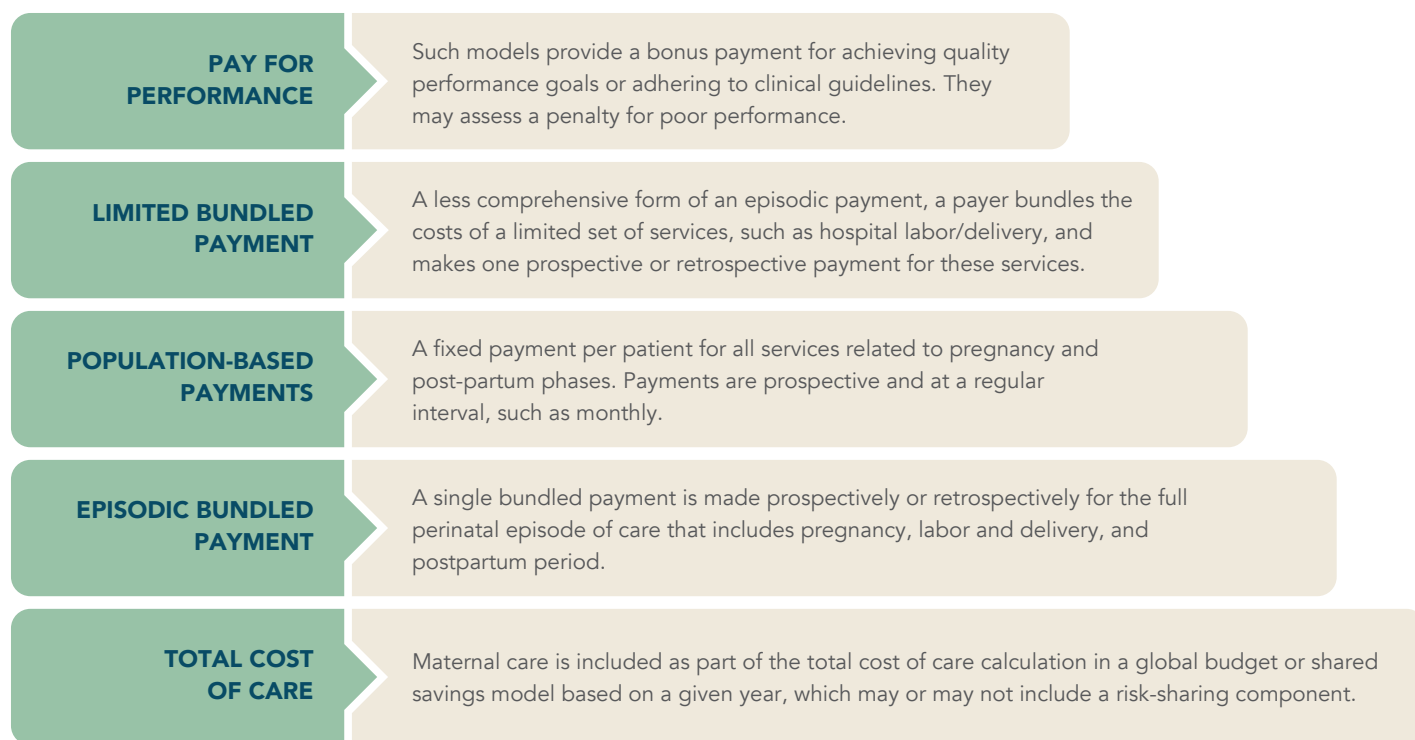 PAY FOR
PERFORMANCE
Such models provide a bonus payment for achieving quality
performance goals or adhering to clinical guidelines. They
may assess a penalty for poor performance.
LIMITED BUNDLED
PAYMENT
A less comprehensive form of an episodic payment, a payer bundles the
costs of a limited set of services, such as hospital labor/delivery, and
makes one prospective or retrospective payment for these services.
POPULATION-BASED
PAYMENTS
A fixed payment per patient for all services related to pregnancy and
post-partum phases. Payments are prospective and at a regular
interval, such as monthly.
EPISODIC BUNDLED
PAYMENT
A single bundled payment is made prospectively or retrospectively for the full
perinatal episode of care that includes pregnancy, labor and delivery, and
postpartum period.
TOTAL COST
OF CARE
Maternal care is included as part of the total cost of care calculation in a global budget or shared
savings model based on a given year, which may or may not include a risk-sharing component.